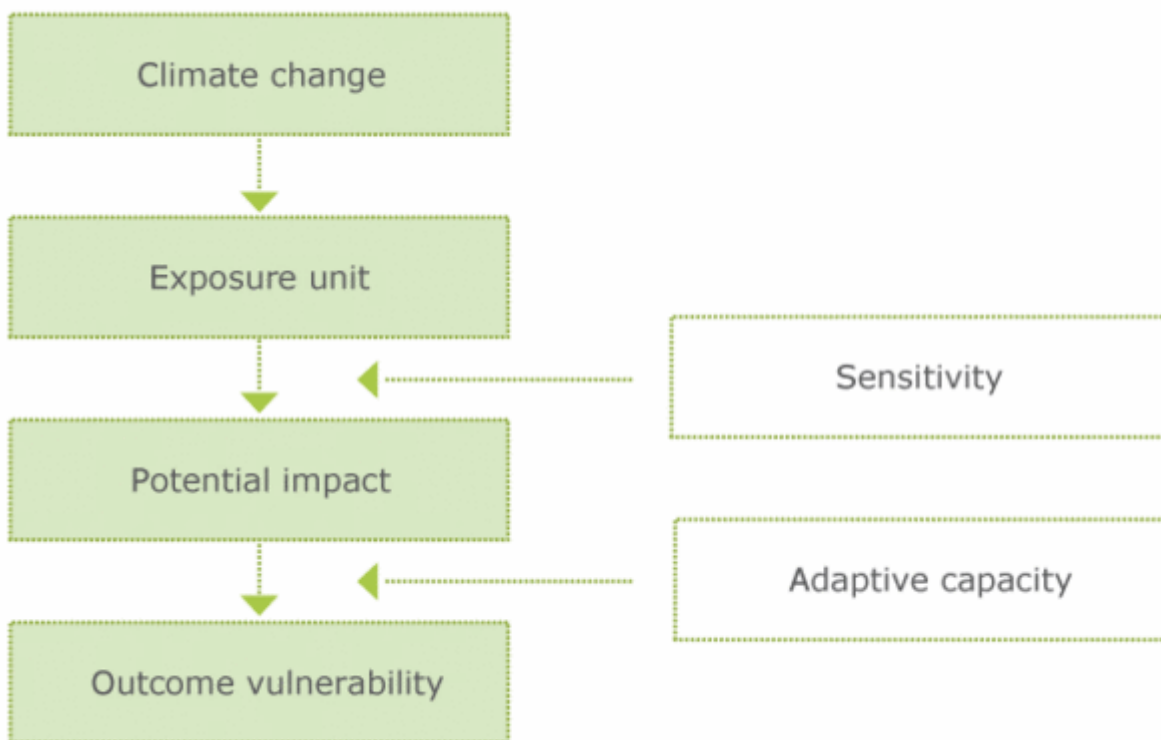 Climate change
Exposure unit
Sensitivity
Potential impact
Adaptive capacity
Outcome vulnerability